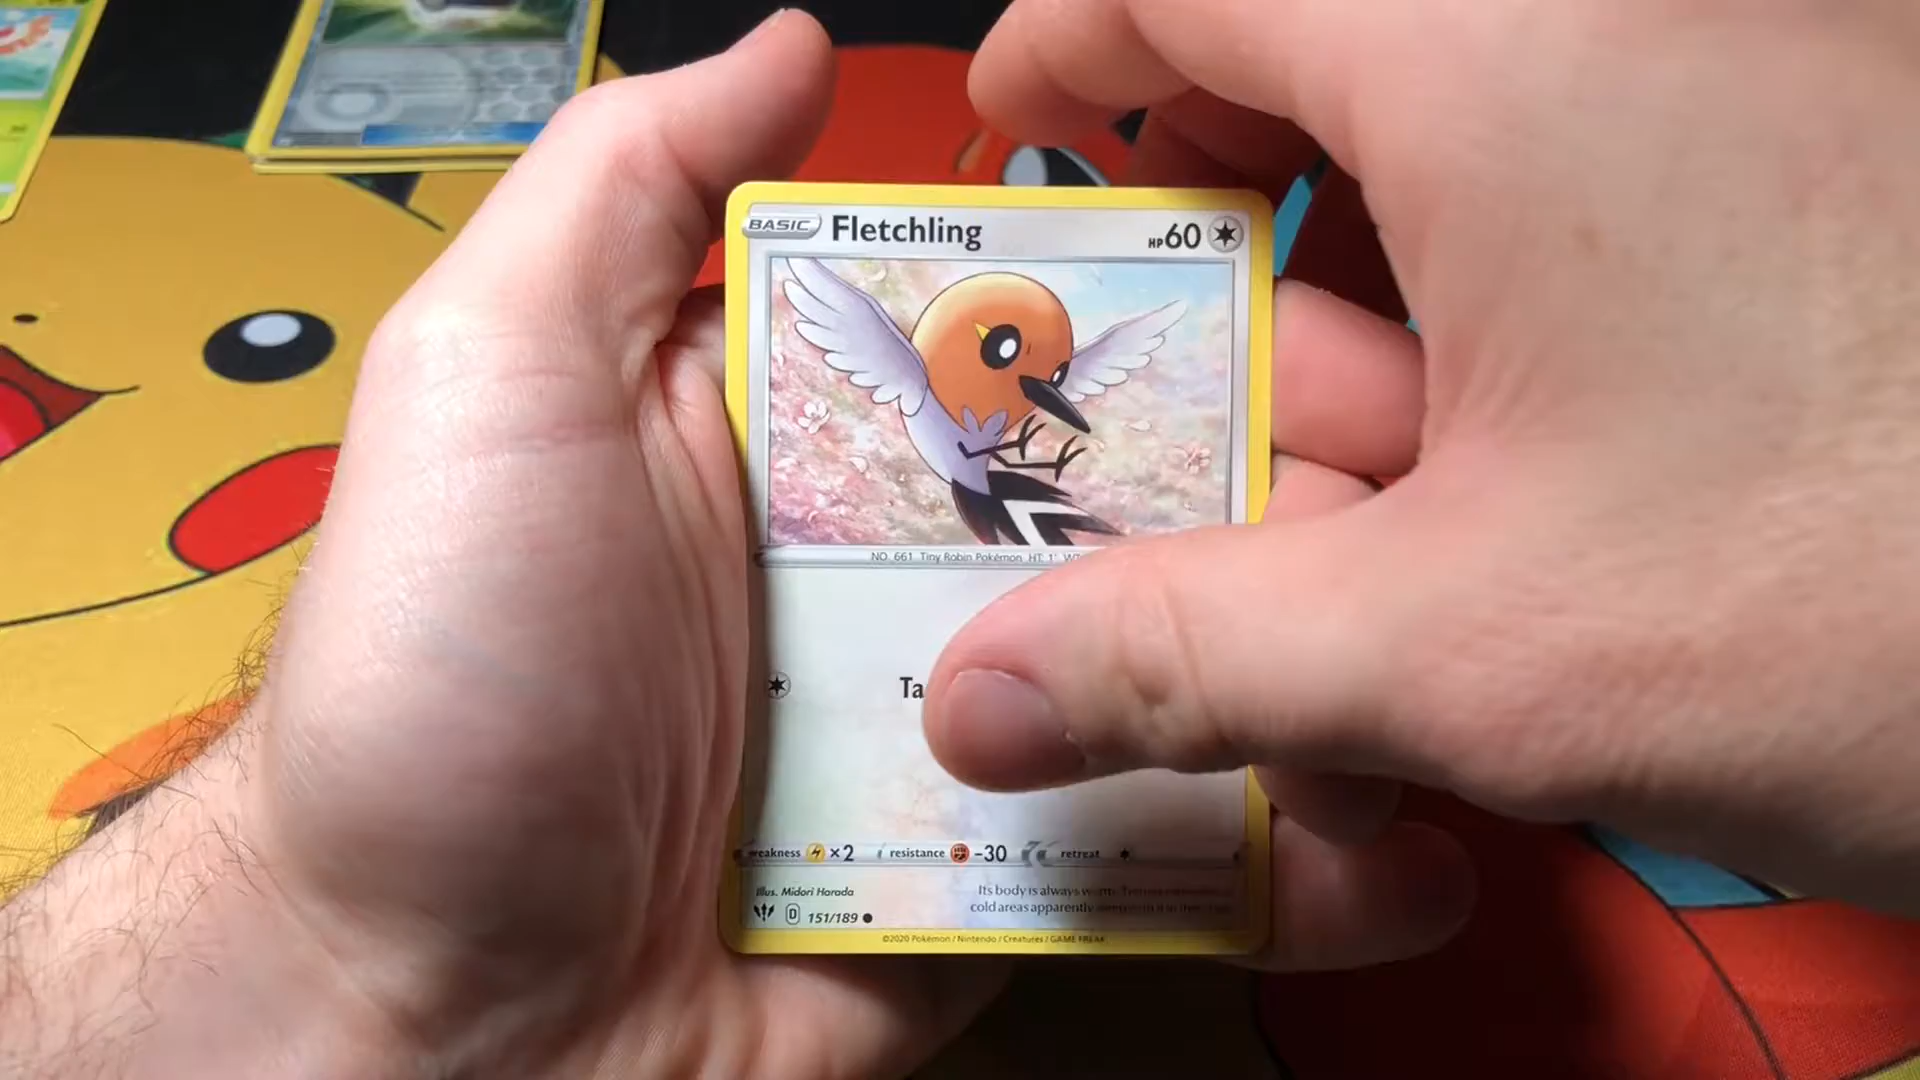 BASIC Fletchling HP60
NO. 661 Tiny Robin Pokémon HT: 1'
Ta
weakness ×2 resistance -30 retreat
Illus. Midori Harada
Its body is always
cold areas apparently
D 151/189
©2020 Pokémon / Nintendo / Creatures / GAME FREAK